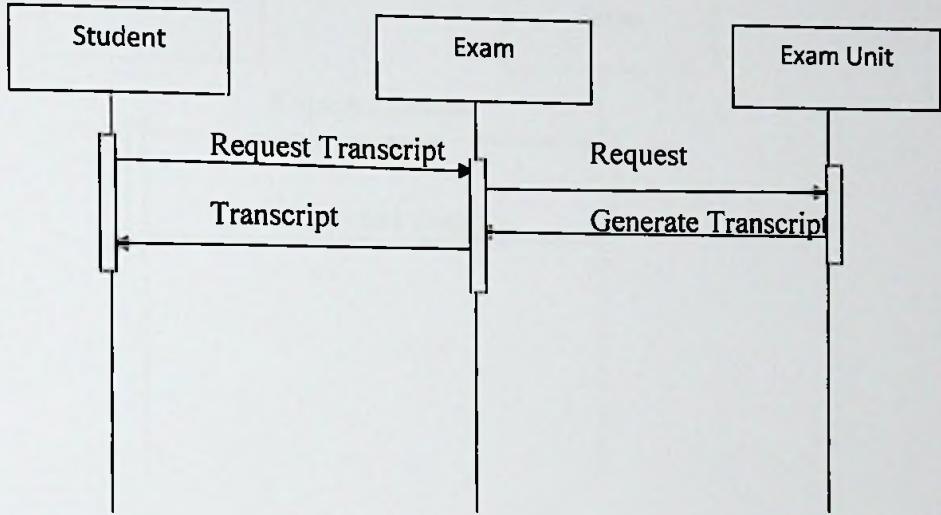 Student
Exam
Exam Unit
Request Transcript
Request
Transcript
Generate Transcript